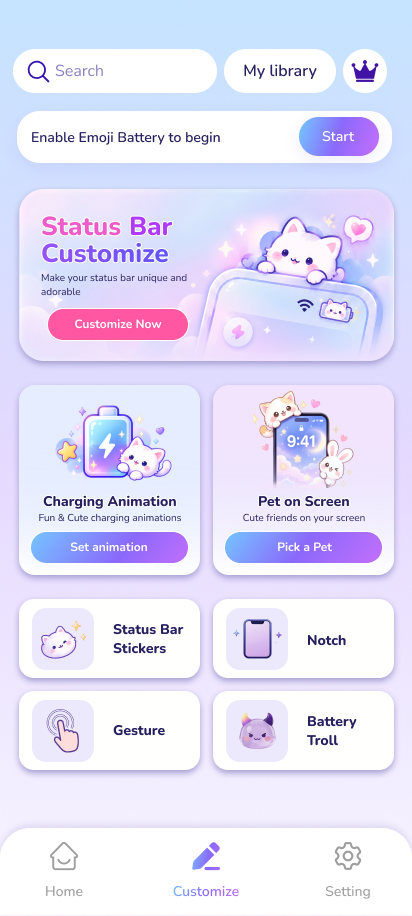 Search
My library
Enable Emoji Battery to begin
Start
Status Bar
Customize
Make your status bar unique and
adorable
Customize Now
9:41
Charging Animation
Fun & Cute charging animations
Set animation
Pet on Screen
Cute friends on your screen
Pick a Pet
Status Bar
Stickers
Notch
Gesture
Battery
Troll
Home
Customize
Setting